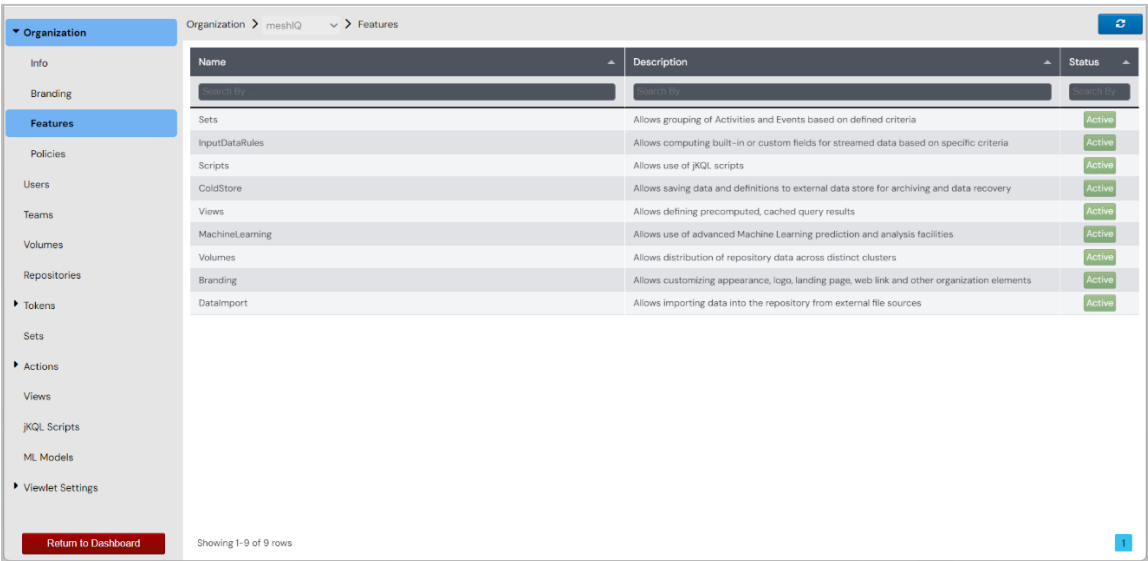 Organization
Info
Branding
Features
Policies
Users
Teams
Volumes
Repositories
Tokens
Sets
Actions
Views
jKQL Scripts
ML Models
Viewlet Settings
Return to Dashboard
Organization > meshIQ > Features
Name Description Status
Search By Search By Search By
Sets Allows grouping of Activities and Events based on defined criteria Active
InputDataRules Allows computing built-in or custom fields for streamed data based on specific criteria Active
Scripts Allows use of jKQL scripts Active
ColdStore Allows saving data and definitions to external data store for archiving and data recovery Active
Views Allows defining precomputed, cached query results Active
MachineLearning Allows use of advanced Machine Learning prediction and analysis facilities Active
Volumes Allows distribution of repository data across distinct clusters Active
Branding Allows customizing appearance, logo, landing page, web link and other organization elements Active
DataImport Allows importing data into the repository from external file sources Active
Showing 1-9 of 9 rows 1